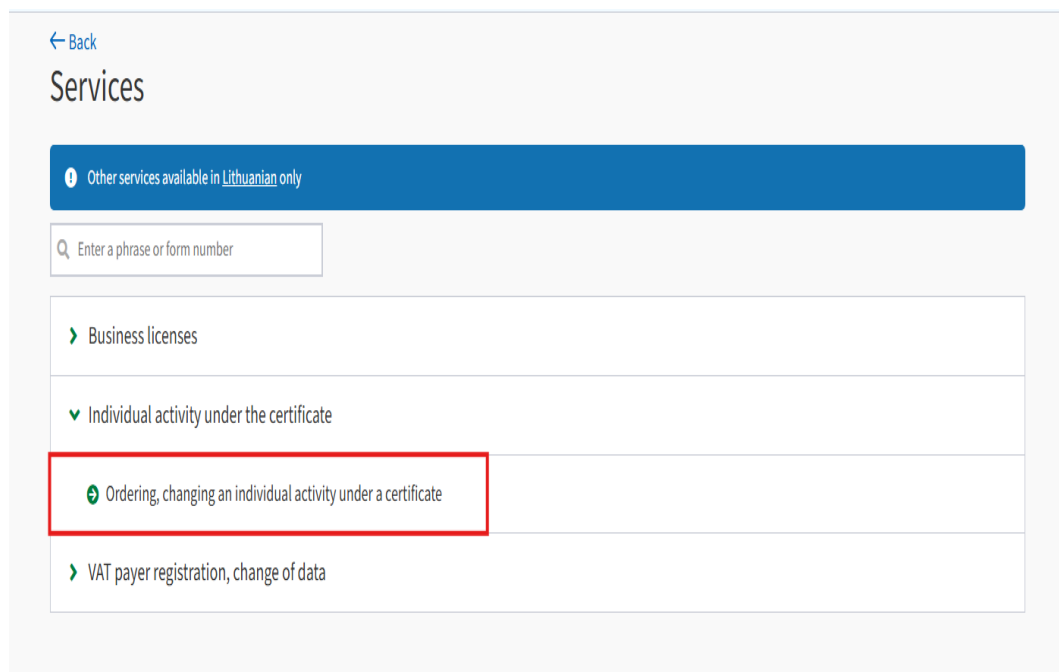 Back
Services
Other services available in Lithuanian only
Enter a phrase or form number
Business licenses
Individual activity under the certificate
Ordering, changing an individual activity under a certificate
VAT payer registration, change of data